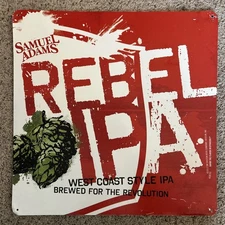 SAMUEL
ADAMS
REBEL
IPA
WEST COAST STYLE IPA
BREWED FOR THE REVOLUTION